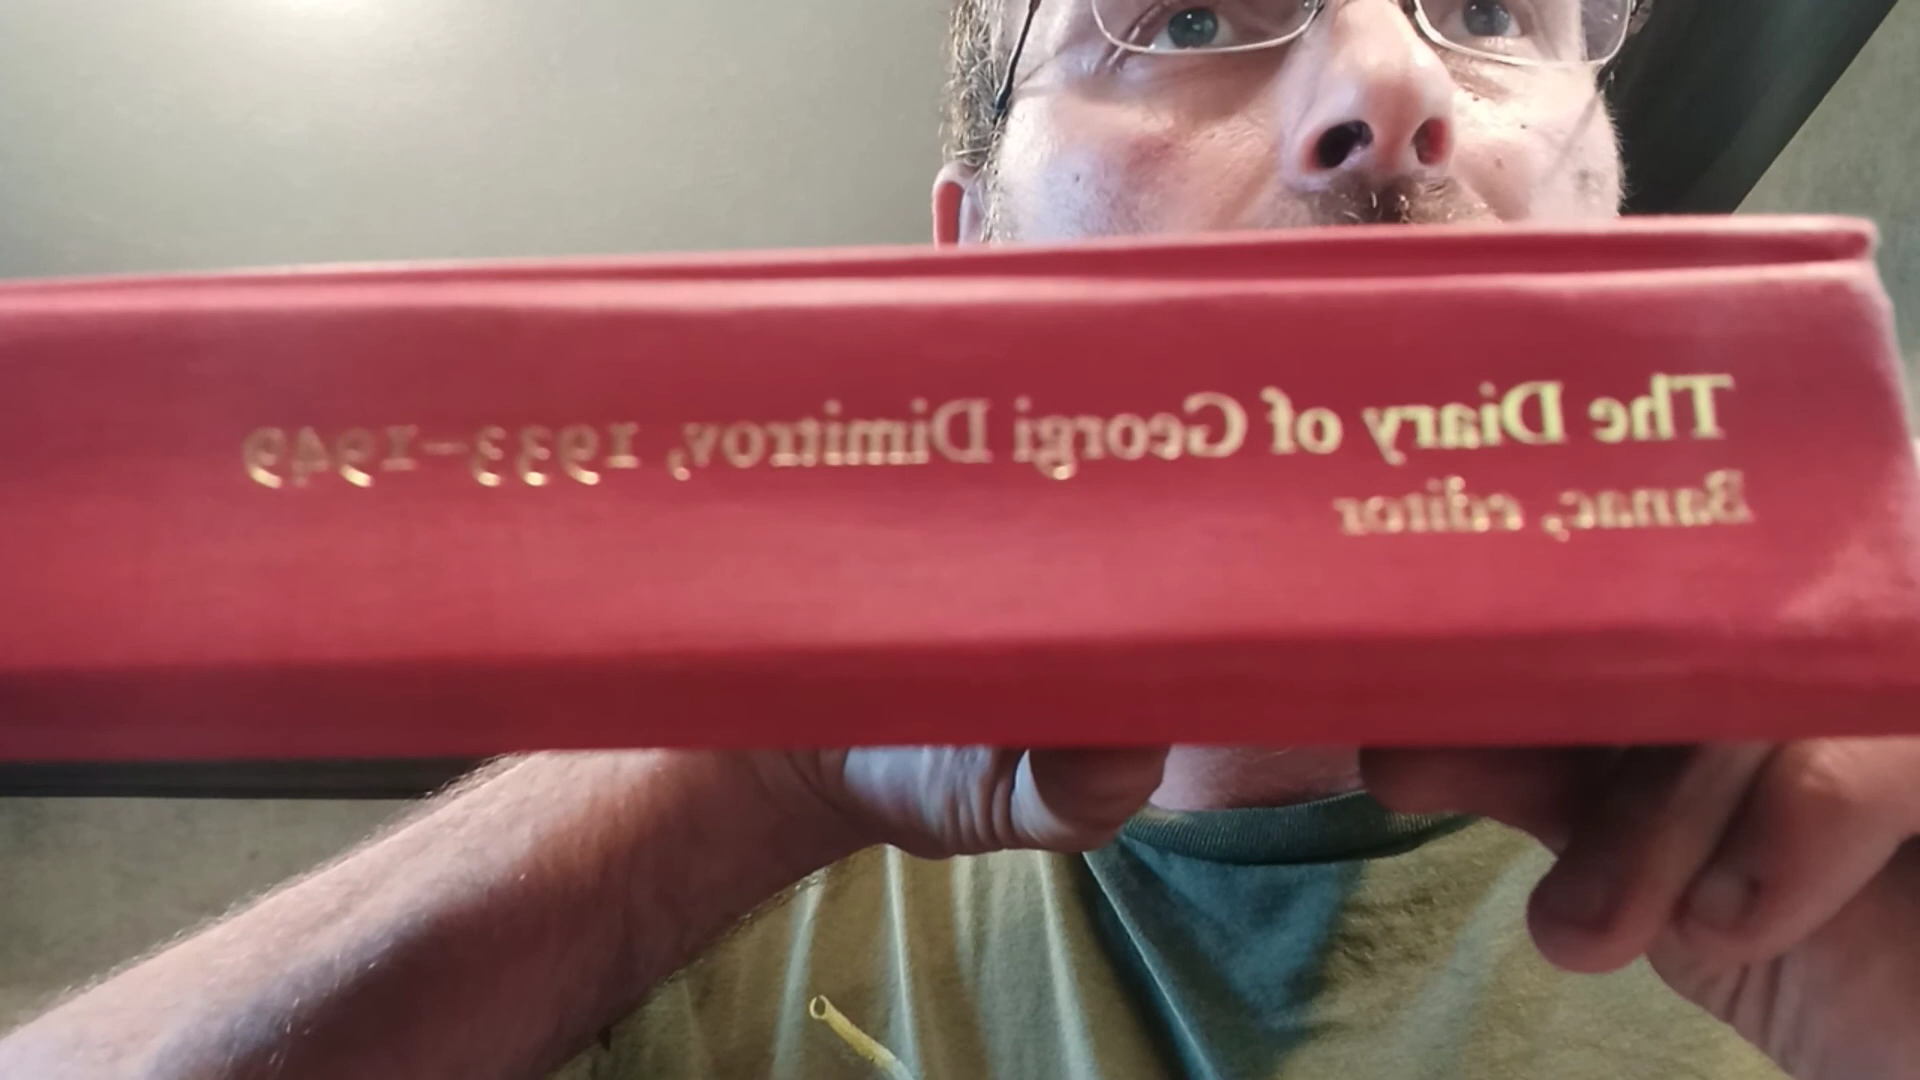 The Diary of Georgi Dimitrov, 1933–1949
Banac, editor